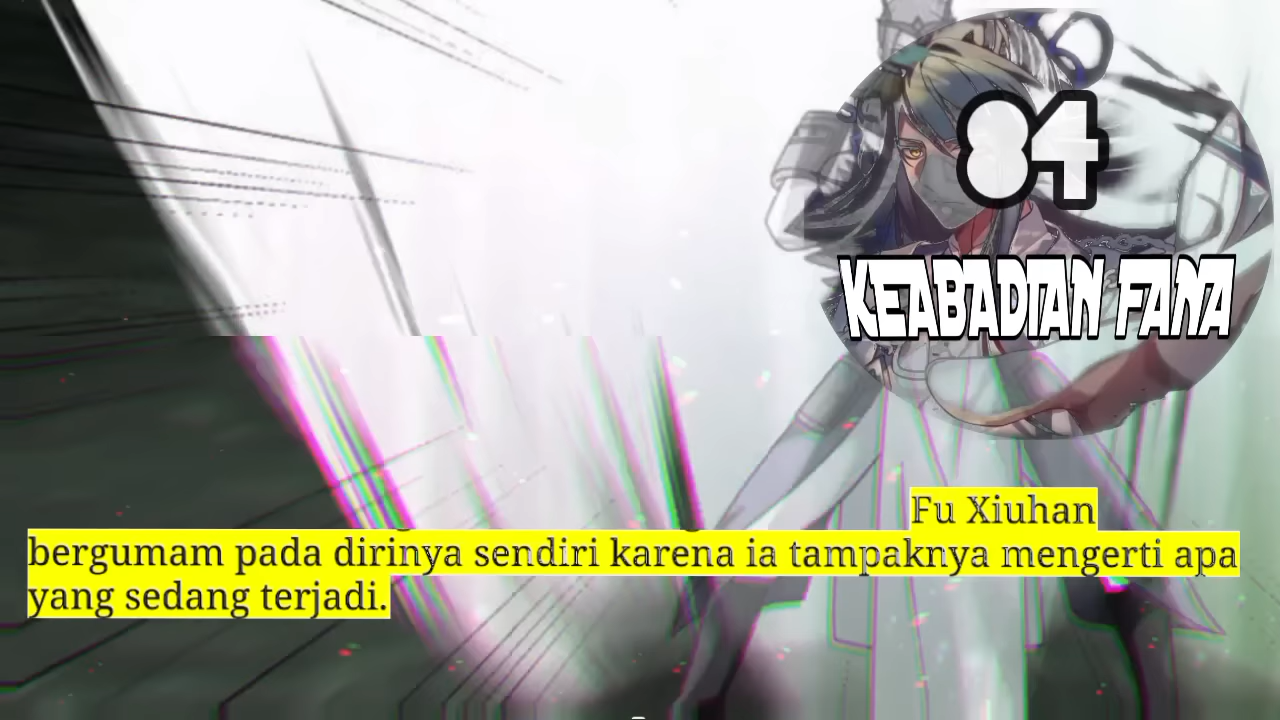 84
KEABADIAN FANA
Fu Xiuhan
bergumam pada dirinya sendiri karena ia tampaknya mengerti apa
yang sedang terjadi.